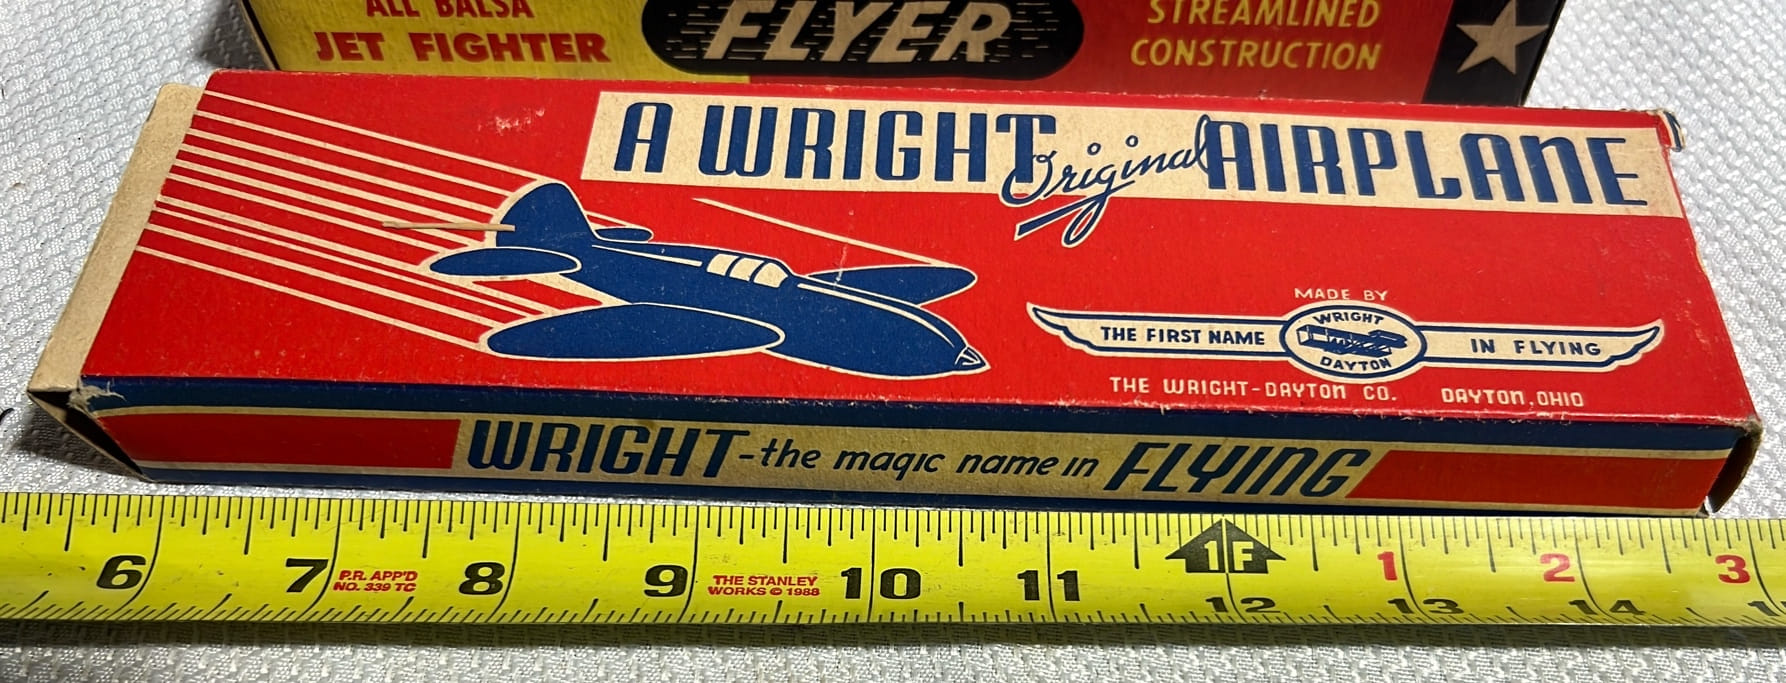 ALL BALSA
JET FIGHTER
FLYER
STREAMLINED
CONSTRUCTION
A WRIGHT Original AIRPLANE
MADE BY
THE FIRST NAME
WRIGHT
DAYTON
IN FLYING
THE WRIGHT-DAYTON CO. DAYTON, OHIO
WRIGHT-the magic name in FLYING
6 7 8 9 10 11 1F 1 2 3
P.R. APP'D
NO. 339 TC
THE STANLEY
WORKS © 1988
12 13 14